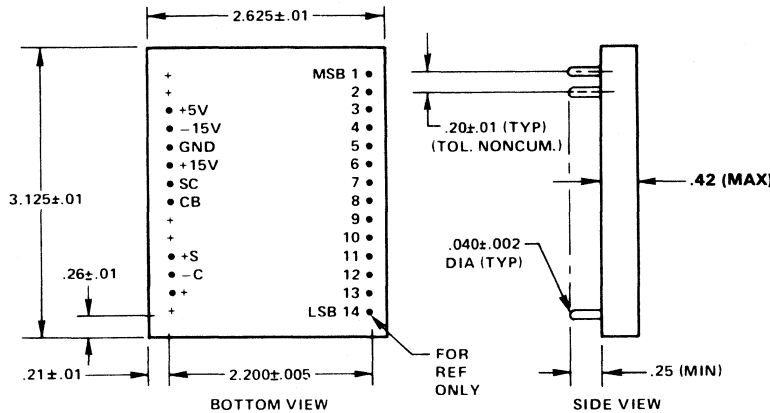 2.625±.01
+ MSB 1
+ 2
+5V 3
−15V 4
GND 5
+15V 6
SC 7
CB 8
+ 9
+ 10
+S 11
−C 12
+ 13
+ LSB 14
3.125±.01
.26±.01
.21±.01
2.200±.005
FOR
REF
ONLY
BOTTOM VIEW
.20±.01 (TYP)
(TOL. NONCUM.)
.42 (MAX)
.040±.002
DIA (TYP)
.25 (MIN)
SIDE VIEW